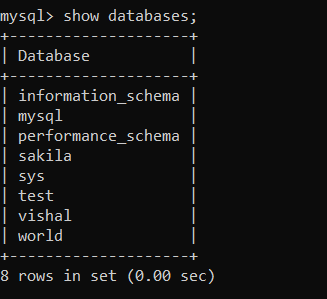 mysql> show databases;
+--------------------+
| Database           |
+--------------------+
| information_schema |
| mysql              |
| performance_schema |
| sakila             |
| sys                |
| test               |
| vishal             |
| world              |
+--------------------+
8 rows in set (0.00 sec)